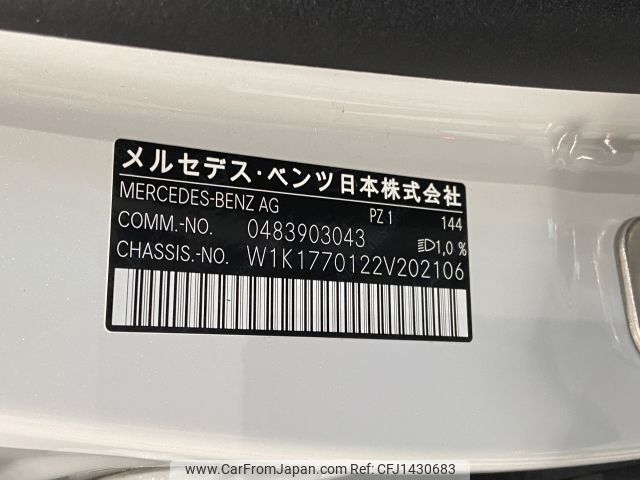 メルセデス・ベンツ日本株式会社
MERCEDES-BENZ AG PZ 1 144
COMM.-NO. 0483903043 1,0 %
CHASSIS.-NO. W1K1770122V202106
www.CarFromJapan.com - CarId: CFJ1430683